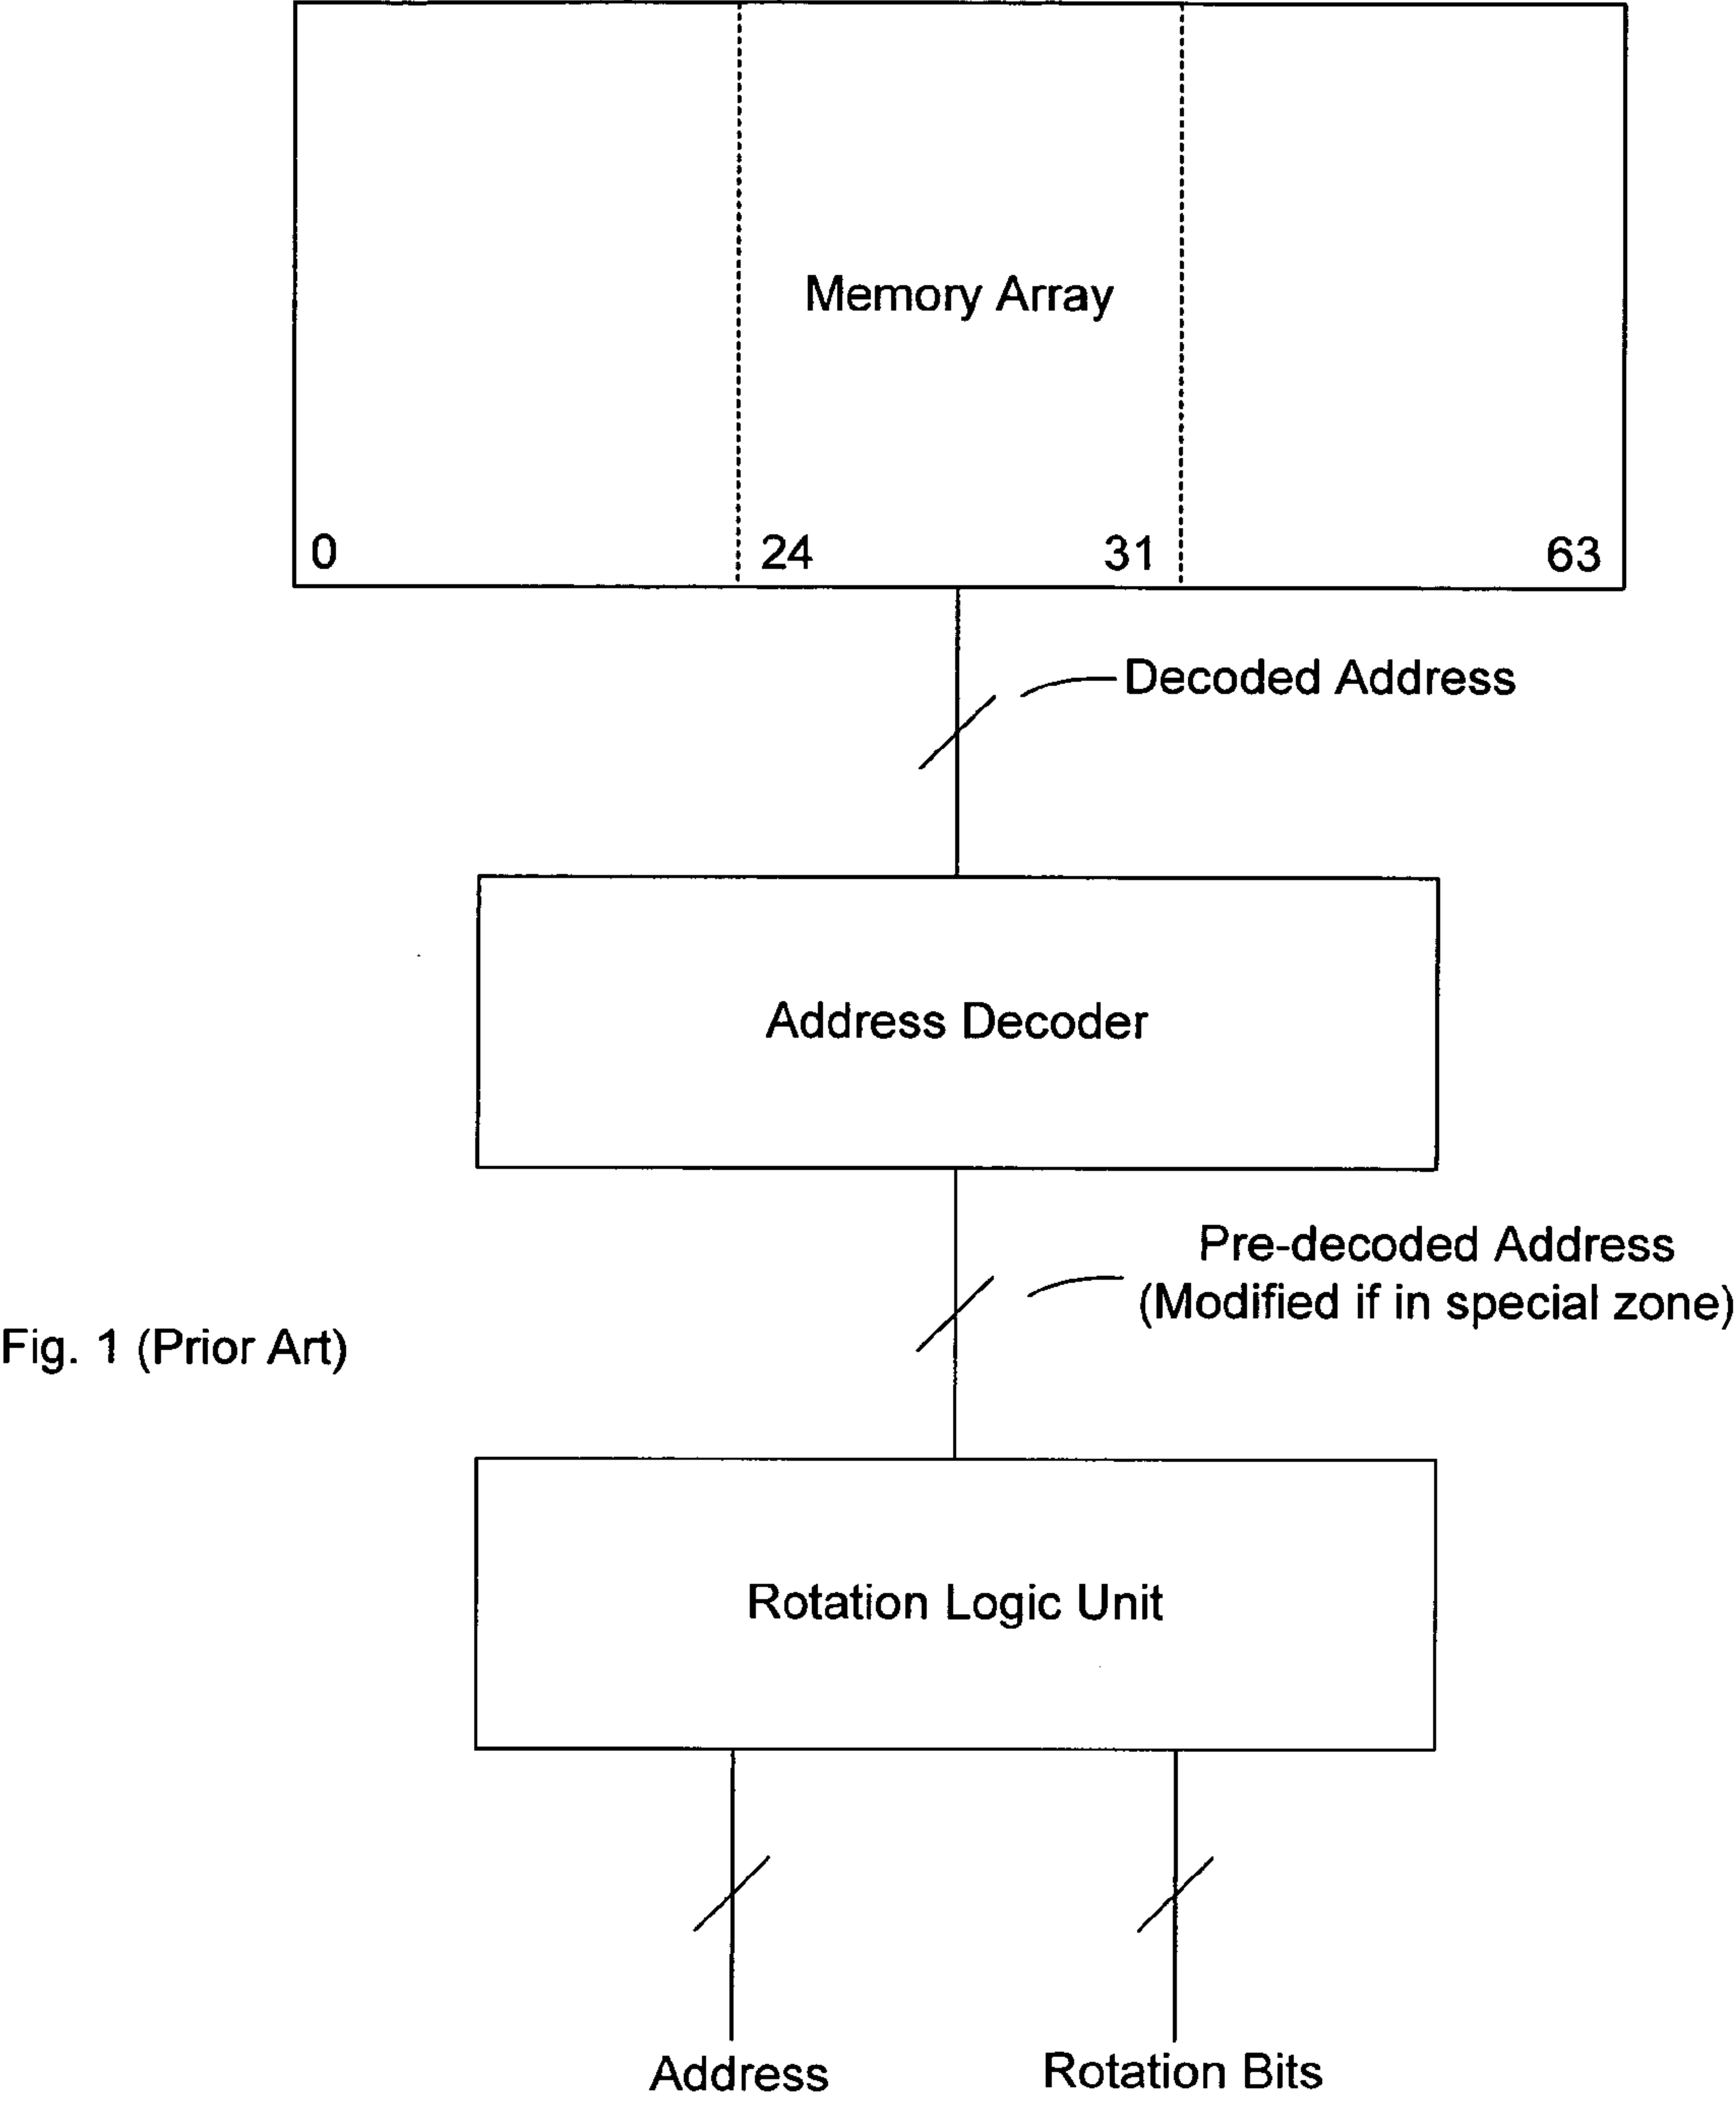 Memory Array
0 24 31 63
Decoded Address
Address Decoder
Pre-decoded Address
(Modified if in special zone)
Fig. 1 (Prior Art)
Rotation Logic Unit
Address Rotation Bits